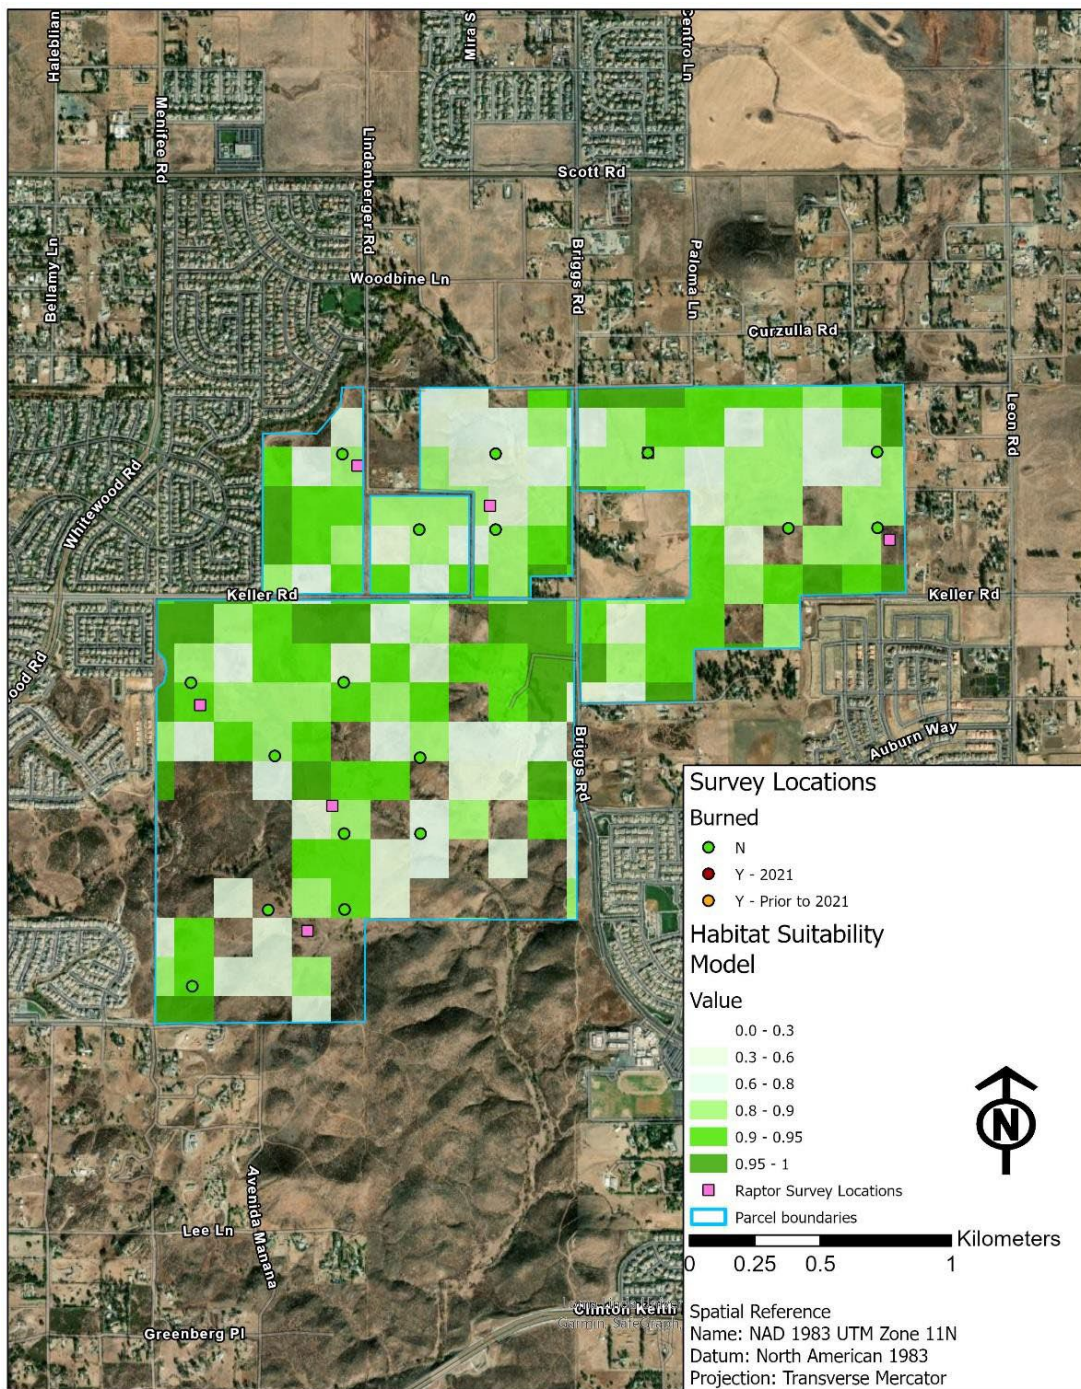 Haleblian
Menifee Rd
Lindenberger Rd
Mira S
Centro Ln
Scott Rd
Bellamy Ln
Woodbine Ln
Briggs Rd
Paloma Ln
Curzulla Rd
Leon Rd
Whitewood Rd
Keller Rd
Keller Rd
wood Rd
Briggs Rd
Auburn Way
Survey Locations
Burned
N
Y - 2021
Y - Prior to 2021
Habitat Suitability
Model
Value
0.0 - 0.3
0.3 - 0.6
0.6 - 0.8
0.8 - 0.9
0.9 - 0.95
0.95 - 1
Raptor Survey Locations
Parcel boundaries
N
Kilometers
0 0.25 0.5 1
Avenida Manana
Lee Ln
Greenberg Pl
Clinton Keith
Garmin, SafeGraph,
Spatial Reference
Name: NAD 1983 UTM Zone 11N
Datum: North American 1983
Projection: Transverse Mercator